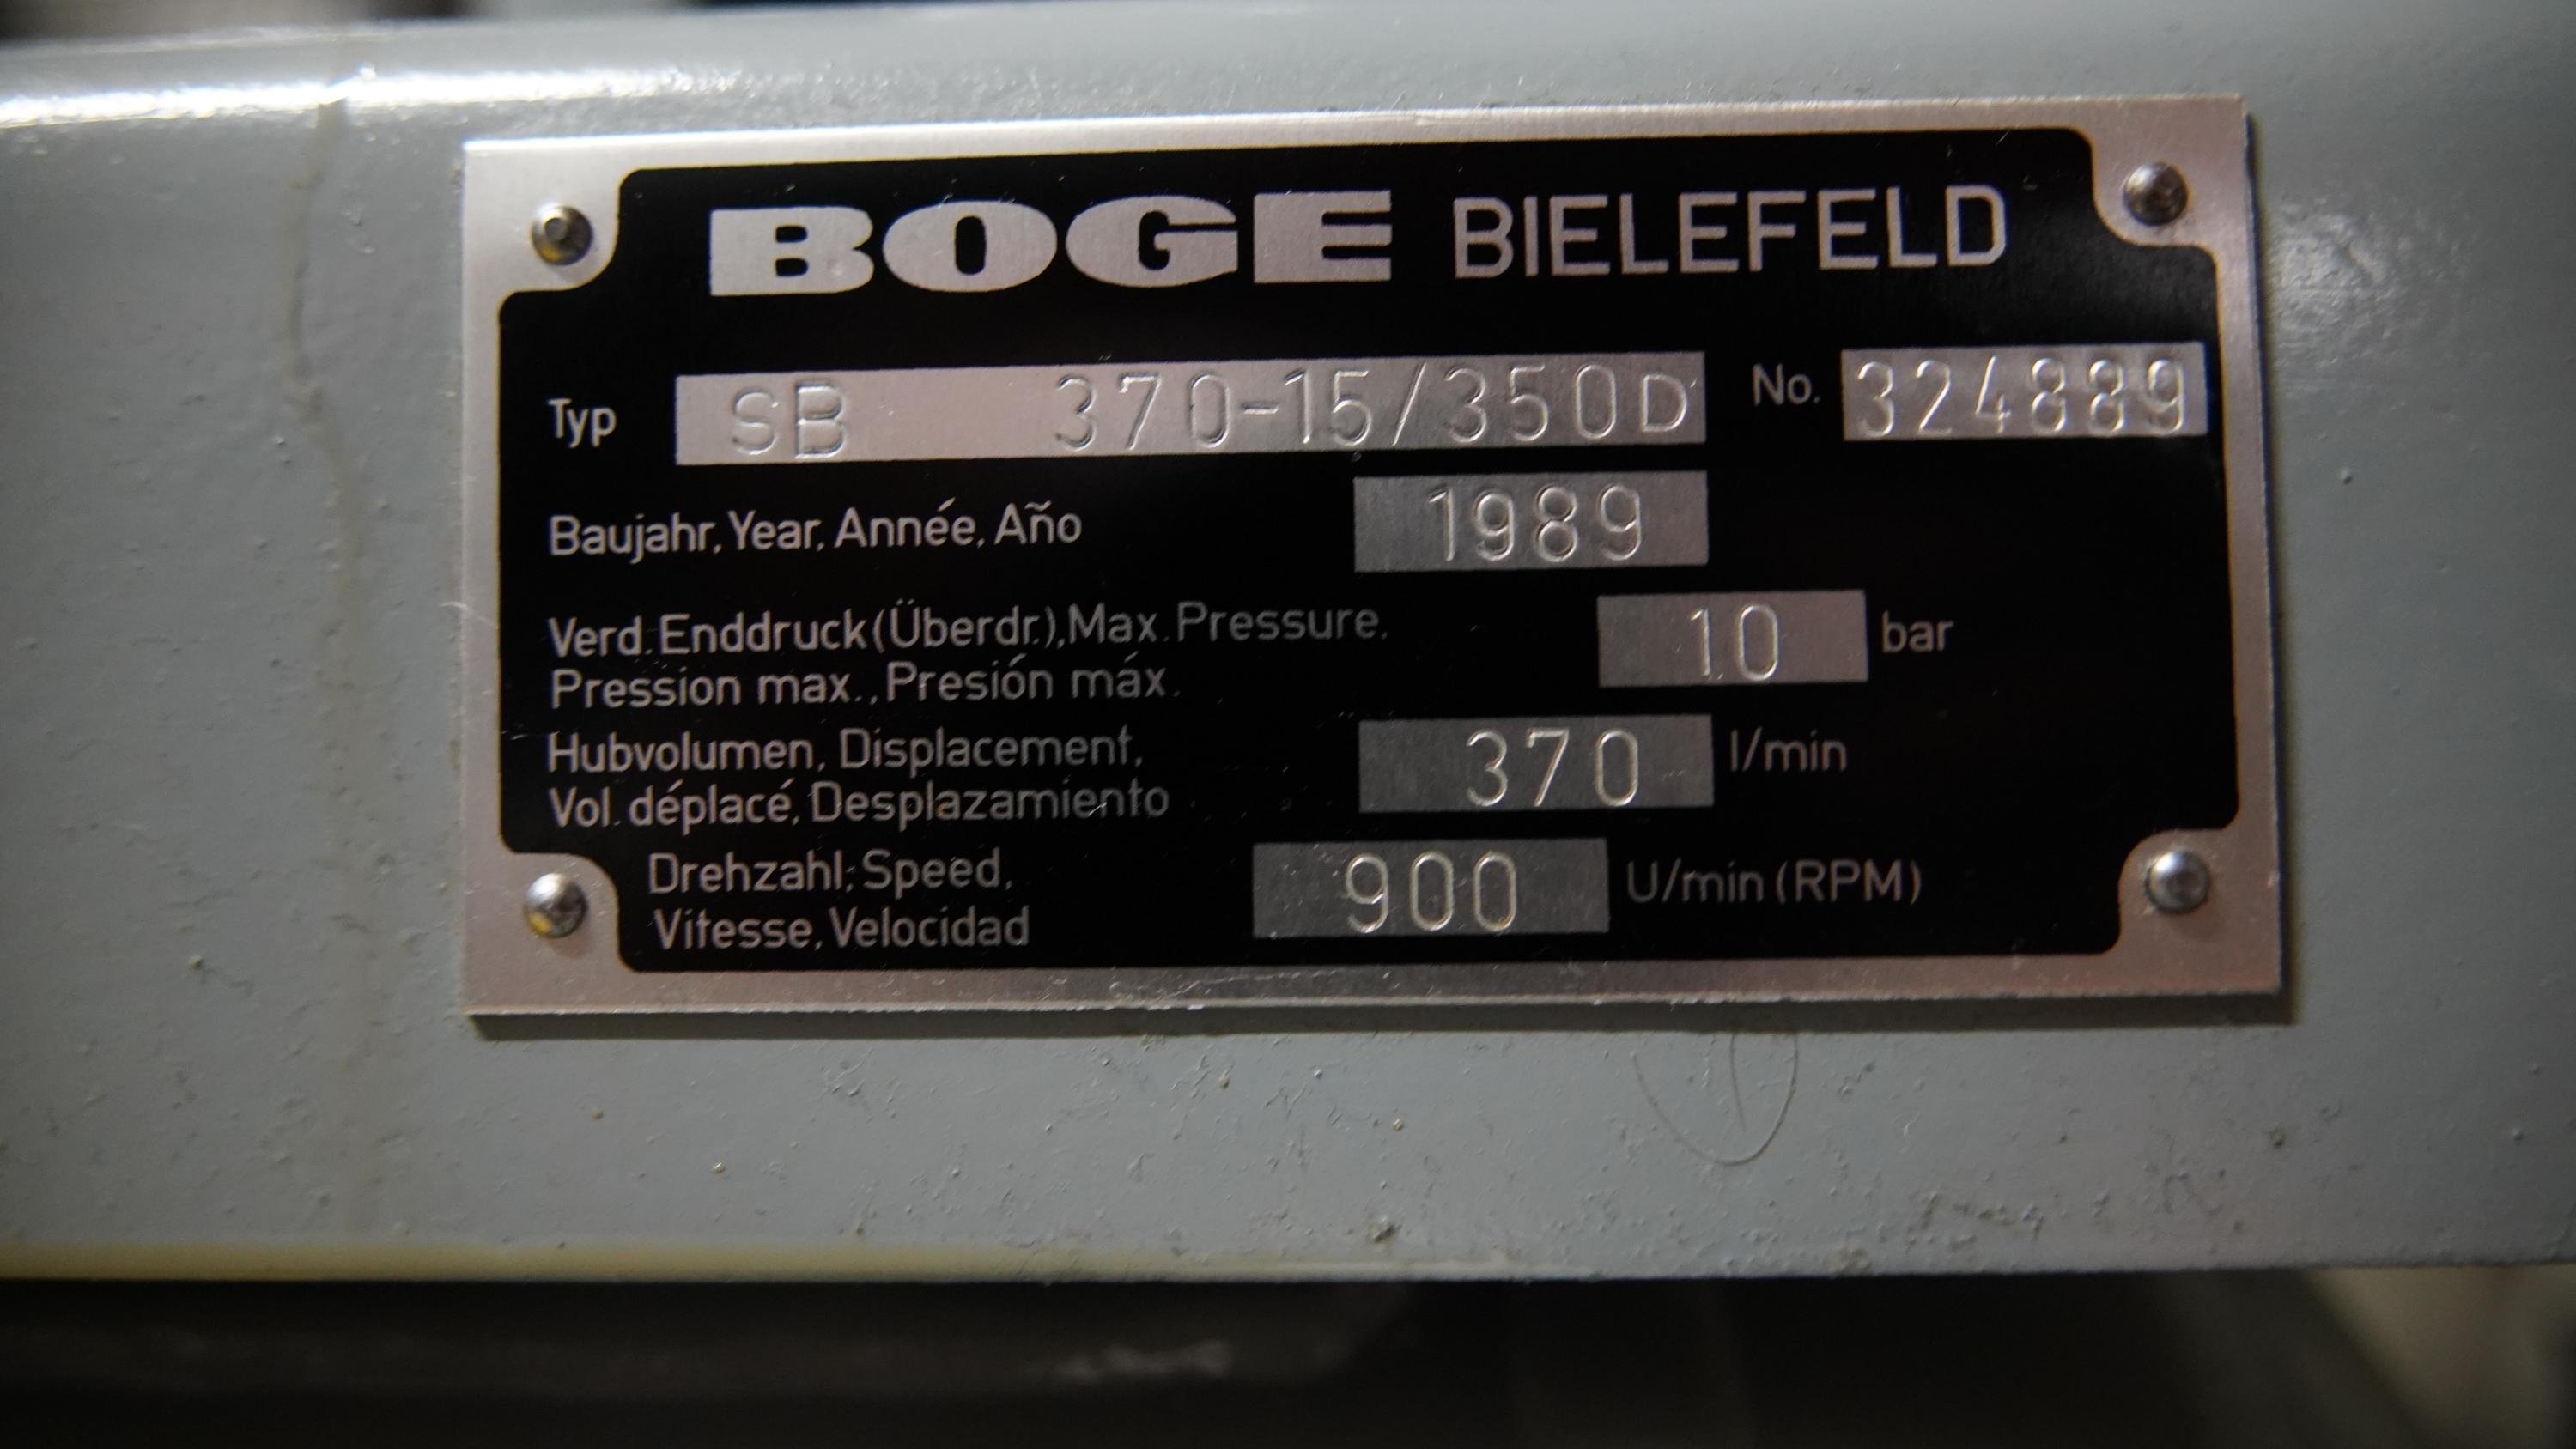 BOGE BIELEFELD
Typ SB 370-15/350D No. 324889
Baujahr, Year, Année, Año 1989
Verd. Enddruck (Überdr.), Max. Pressure. 10 bar
Pression max., Presión máx.
Hubvolumen, Displacement, 370 l/min
Vol. déplacé, Desplazamiento
Drehzahl; Speed, 900 U/min (RPM)
Vitesse, Velocidad